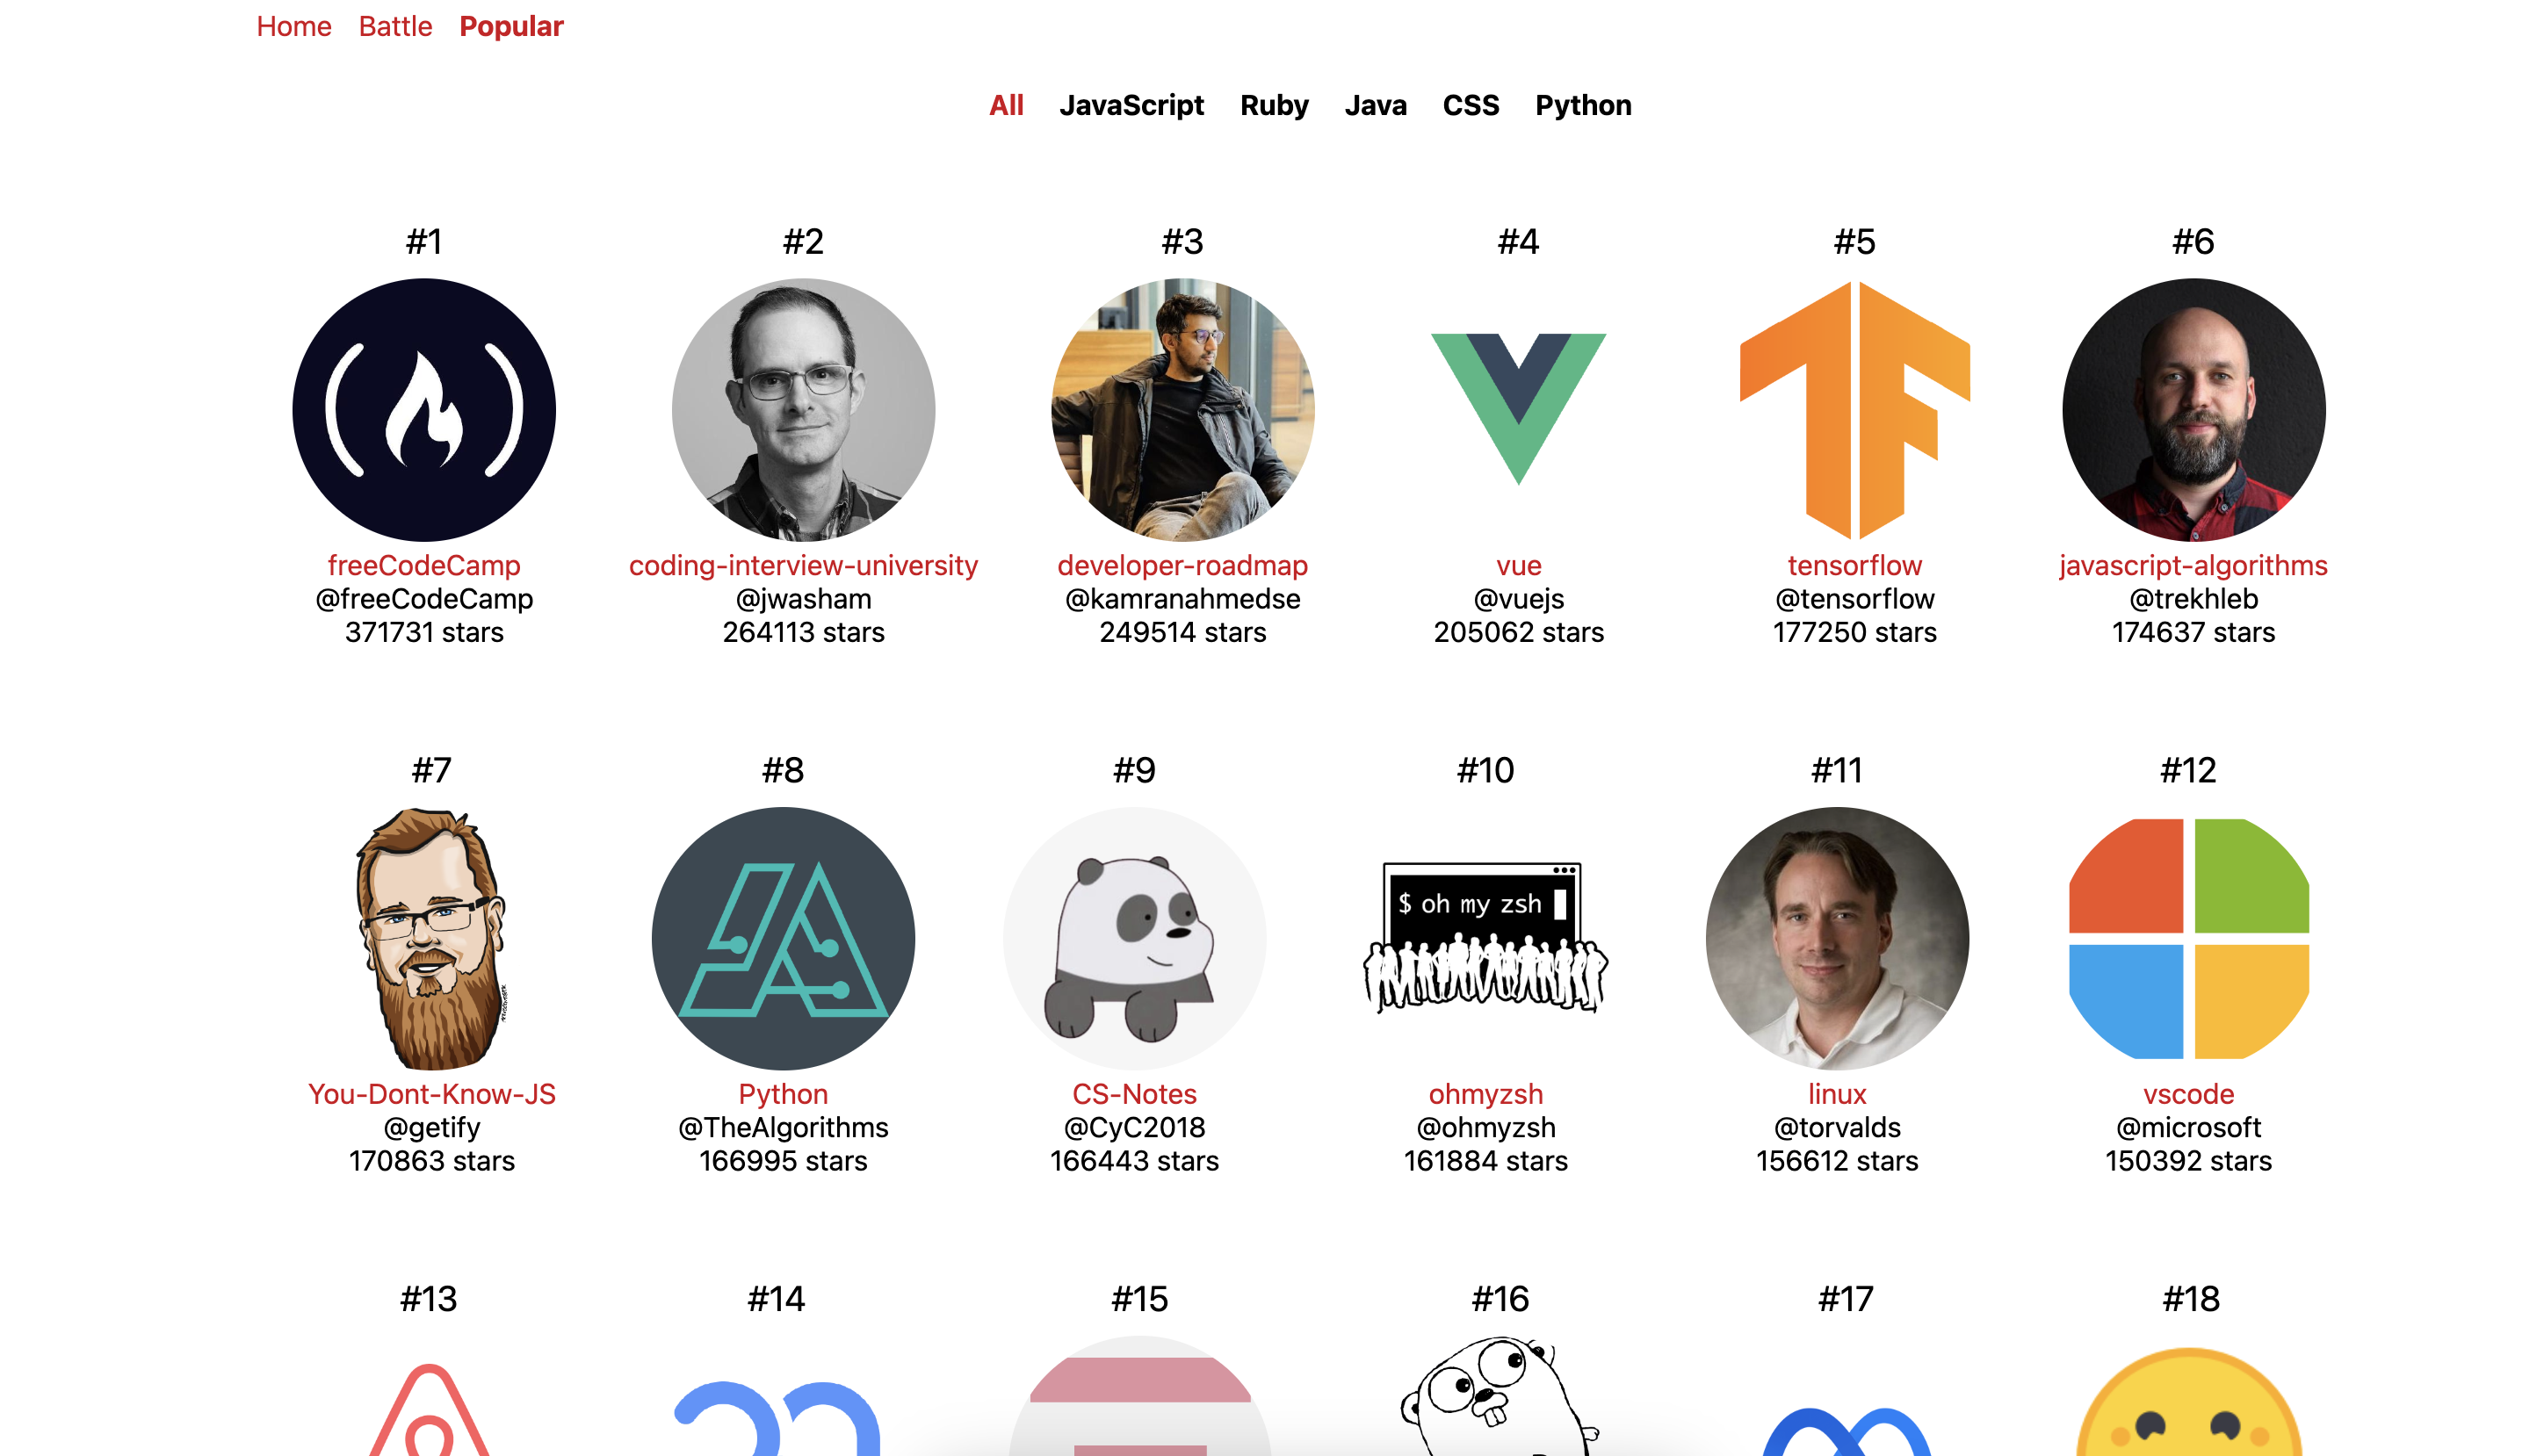 Home Battle Popular
All JavaScript Ruby Java CSS Python
#1 #2 #3 #4 #5 #6
freeCodeCamp coding-interview-university developer-roadmap vue tensorflow javascript-algorithms
@freeCodeCamp @jwasham @kamranahmedse @vuejs @tensorflow @trekhleb
371731 stars 264113 stars 249514 stars 205062 stars 177250 stars 174637 stars
#7 #8 #9 #10 #11 #12
$ oh my zsh
You-Dont-Know-JS Python CS-Notes ohmyzsh linux vscode
@getify @TheAlgorithms @CyC2018 @ohmyzsh @torvalds @microsoft
170863 stars 166995 stars 166443 stars 161884 stars 156612 stars 150392 stars
#13 #14 #15 #16 #17 #18